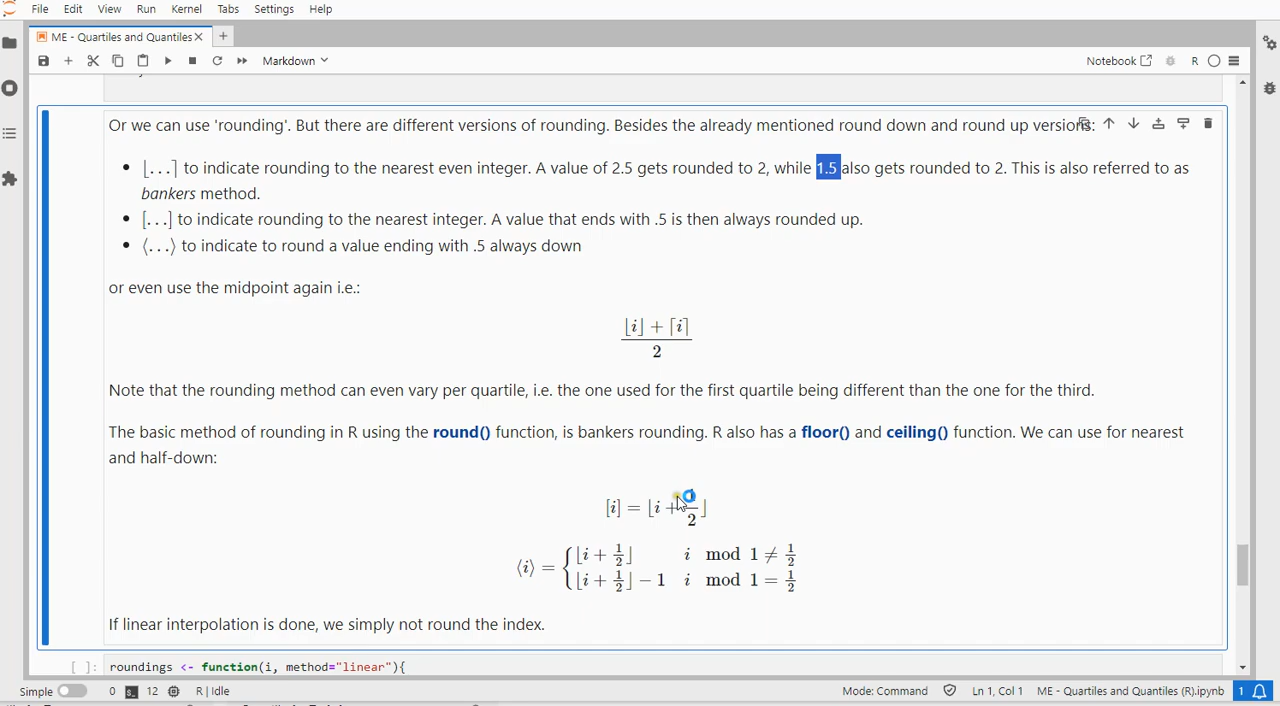 File Edit View Run Kernel Tabs Settings Help
ME - Quartiles and Quantiles
Markdown Notebook R
Or we can use 'rounding'. But there are different versions of rounding. Besides the already mentioned round down and round up versions:
• ⌊…⌉ to indicate rounding to the nearest even integer. A value of 2.5 gets rounded to 2, while 1.5 also gets rounded to 2. This is also referred to as
bankers method.
• […] to indicate rounding to the nearest integer. A value that ends with .5 is then always rounded up.
• ⟨…⟩ to indicate to round a value ending with .5 always down
or even use the midpoint again i.e.:
⌊i⌋ + ⌈i⌉
2
Note that the rounding method can even vary per quartile, i.e. the one used for the first quartile being different than the one for the third.
The basic method of rounding in R using the round() function, is bankers rounding. R also has a floor() and ceiling() function. We can use for nearest
and half-down:
[i] = ⌊i + 1/2⌋
⟨i⟩ = { ⌊i + 1/2⌋ i mod 1 ≠ 1/2
⌊i + 1/2⌋ − 1 i mod 1 = 1/2
If linear interpolation is done, we simply not round the index.
[ ]: roundings <- function(i, method="linear"){
Simple 0 12 R | Idle Mode: Command Ln 1, Col 1 ME - Quartiles and Quantiles (R).ipynb 1